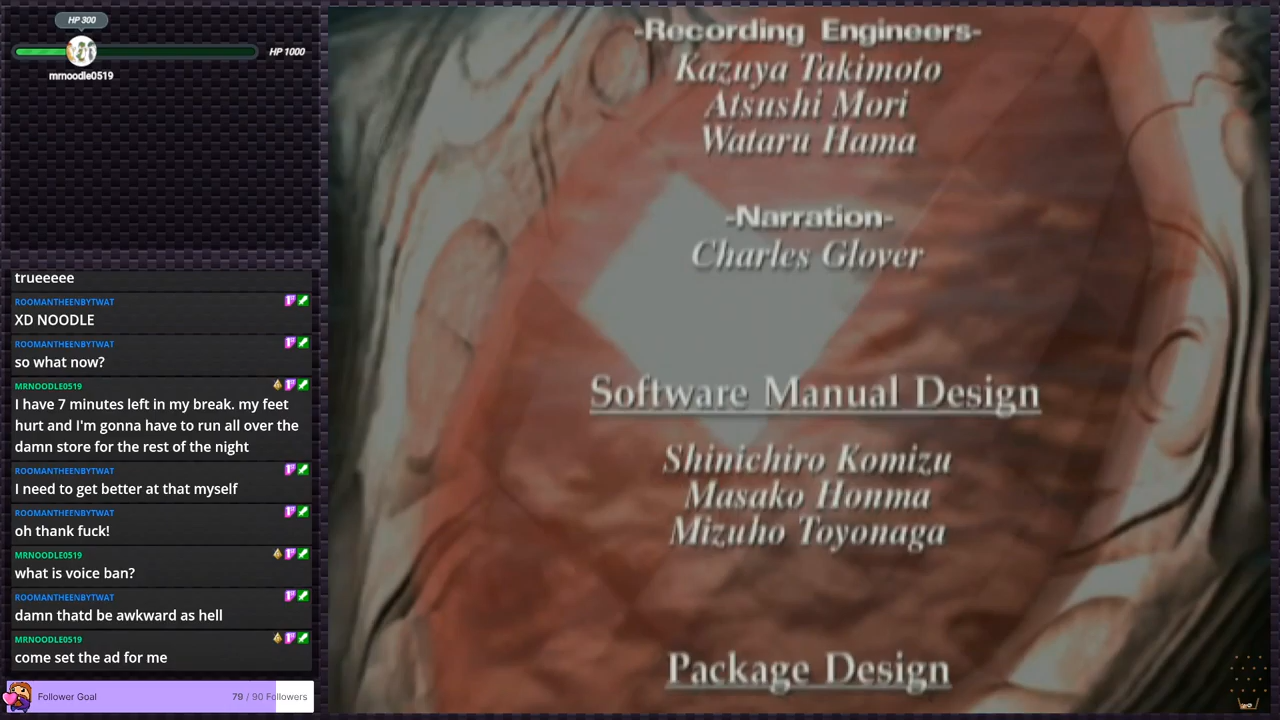 HP 300
HP 1000
mrnoodle0519
trueeeee
ROOMANTHEENBYTWAT
XD NOODLE
ROOMANTHEENBYTWAT
so what now?
MRNOODLE0519
I have 7 minutes left in my break. my feet
hurt and I'm gonna have to run all over the
damn store for the rest of the night
ROOMANTHEENBYTWAT
I need to get better at that myself
ROOMANTHEENBYTWAT
oh thank fuck!
MRNOODLE0519
what is voice ban?
ROOMANTHEENBYTWAT
damn thatd be awkward as hell
MRNOODLE0519
come set the ad for me
Follower Goal
79 / 90 Followers
-Recording Engineers-
Kazuya Takimoto
Atsushi Mori
Wataru Hama
-Narration-
Charles Glover
Software Manual Design
Shinichiro Komizu
Masako Honma
Mizuho Toyonaga
Package Design